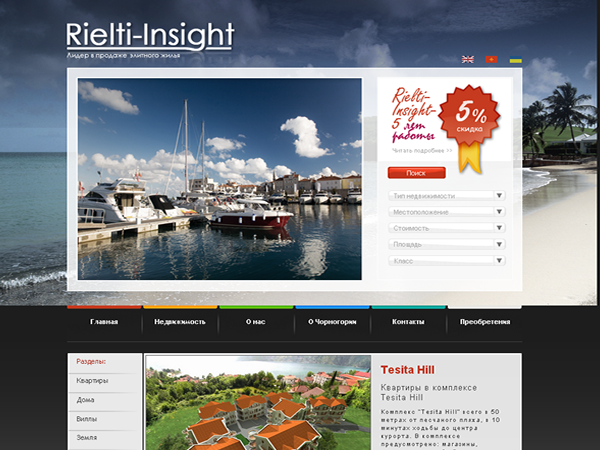 Rielti-Insight
Лидер в продаже элитного жилья
Rielti-
Insight-
5 лет
работы
5%
скидка
Читать подробнее >>
Поиск
Тип недвижимости
Местоположение
Стоимость
Площадь
Класс
Главная
Недвижимость
О нас
О Чорногории
Контакты
Преобретения
Разделы:
Квартиры
Дома
Виллы
Земля
Tesita Hill
Квартиры в комплексе
Tesita Hill
Комплекс "Tesita Hill" всего в 50
метрах от песчаного пляжа, в 10
минутах ходьбы до центра
курорта. В комплексе
предусмотрено: магазины,